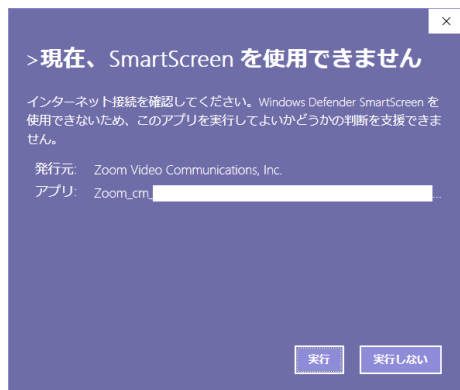 >現在、SmartScreen を使用できません
インターネット接続を確認してください。Windows Defender SmartScreen を
使用できないため、このアプリを実行してよいかどうかの判断を支援できま
せん。
発行元: Zoom Video Communications, Inc.
アプリ: Zoom_cm_...
実行 実行しない